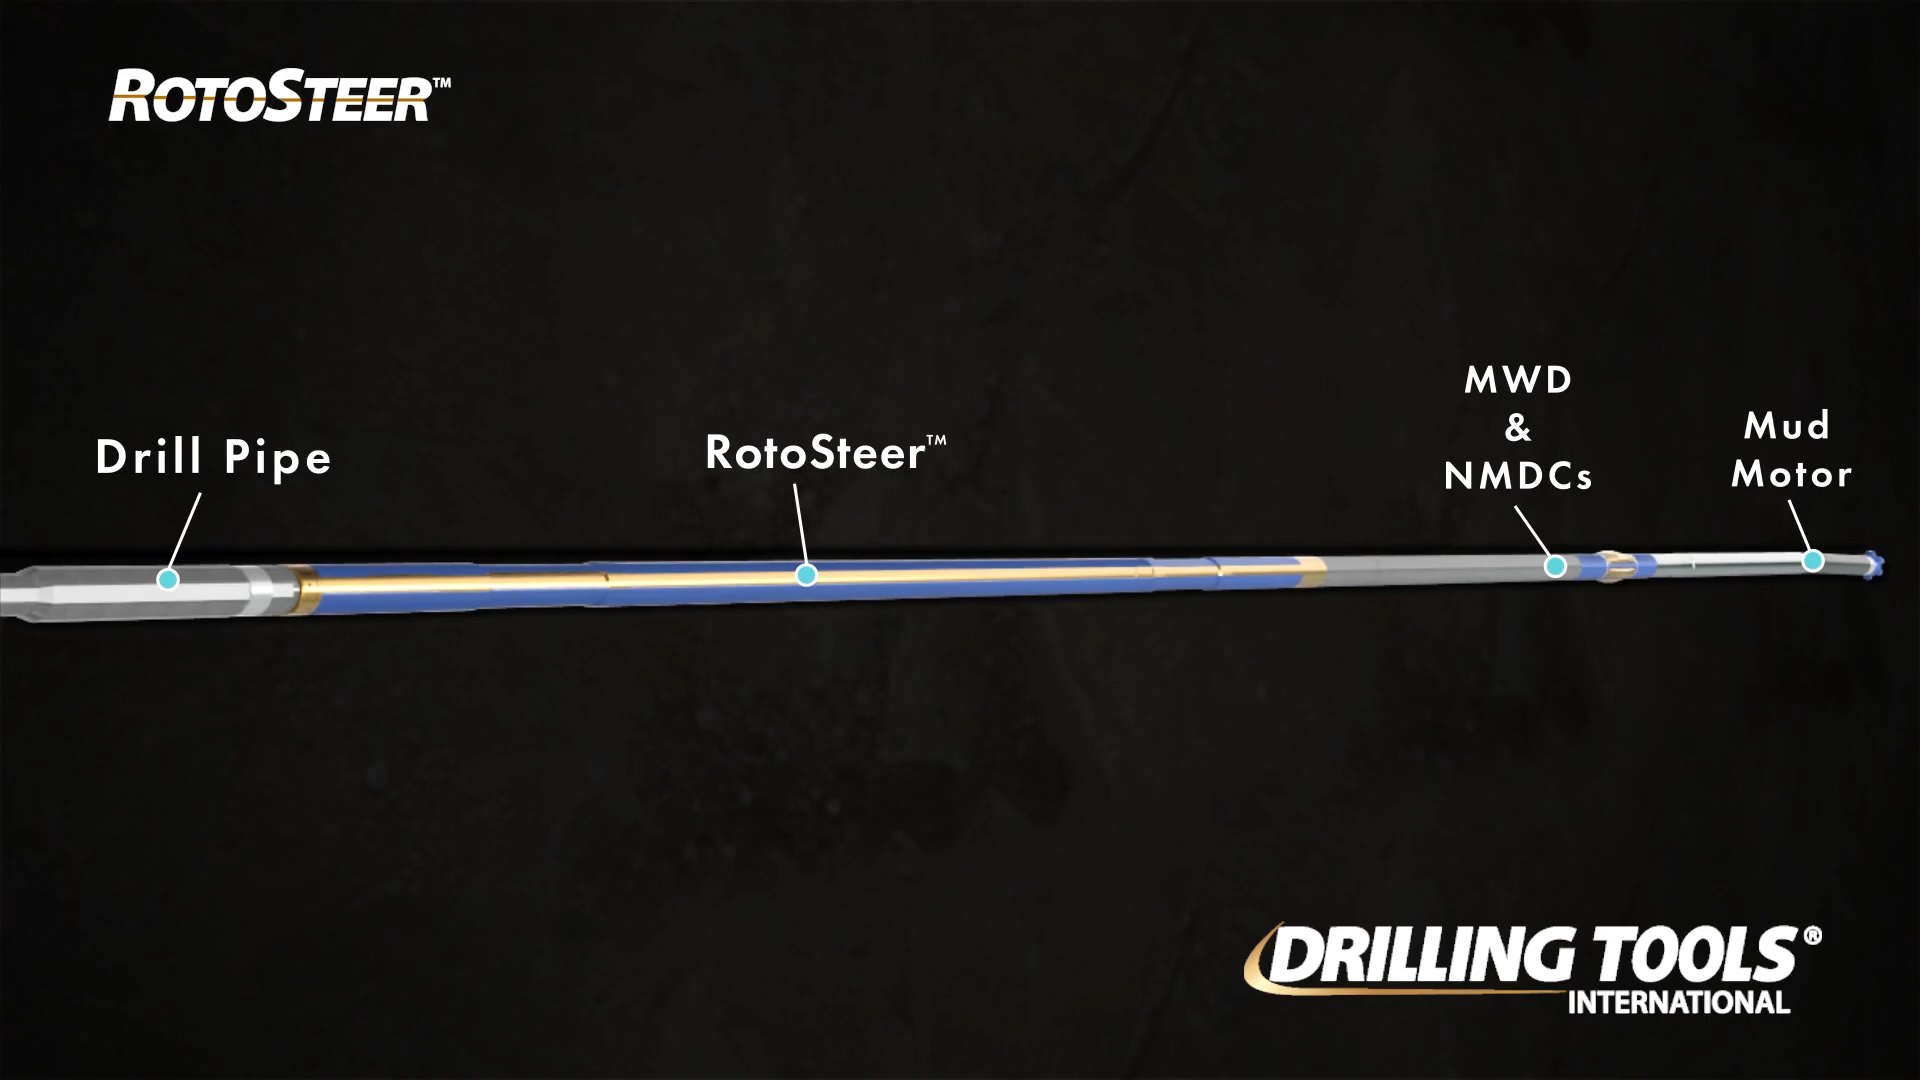 ROTOSTEER™
Drill Pipe
RotoSteer™
MWD
&
NMDCs
Mud
Motor
DRILLING TOOLS®
INTERNATIONAL